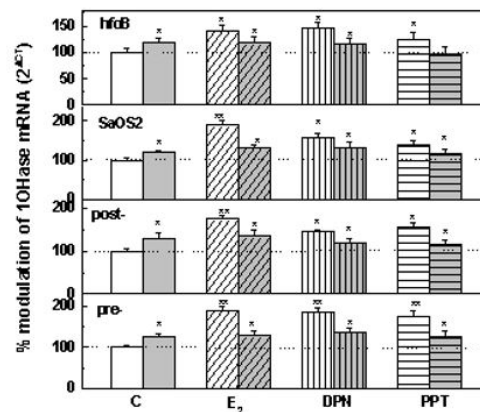 % modulation of 1OHase mRNA (2^ΔCT)
hfoB
150
100
50
0
* * * * * *
SaOS2
200
100
0
* ** * * * * *
post-
200
100
0
* ** * * * * *
pre-
200
100
0
* ** * ** * ** *
C E₂ DPN PPT